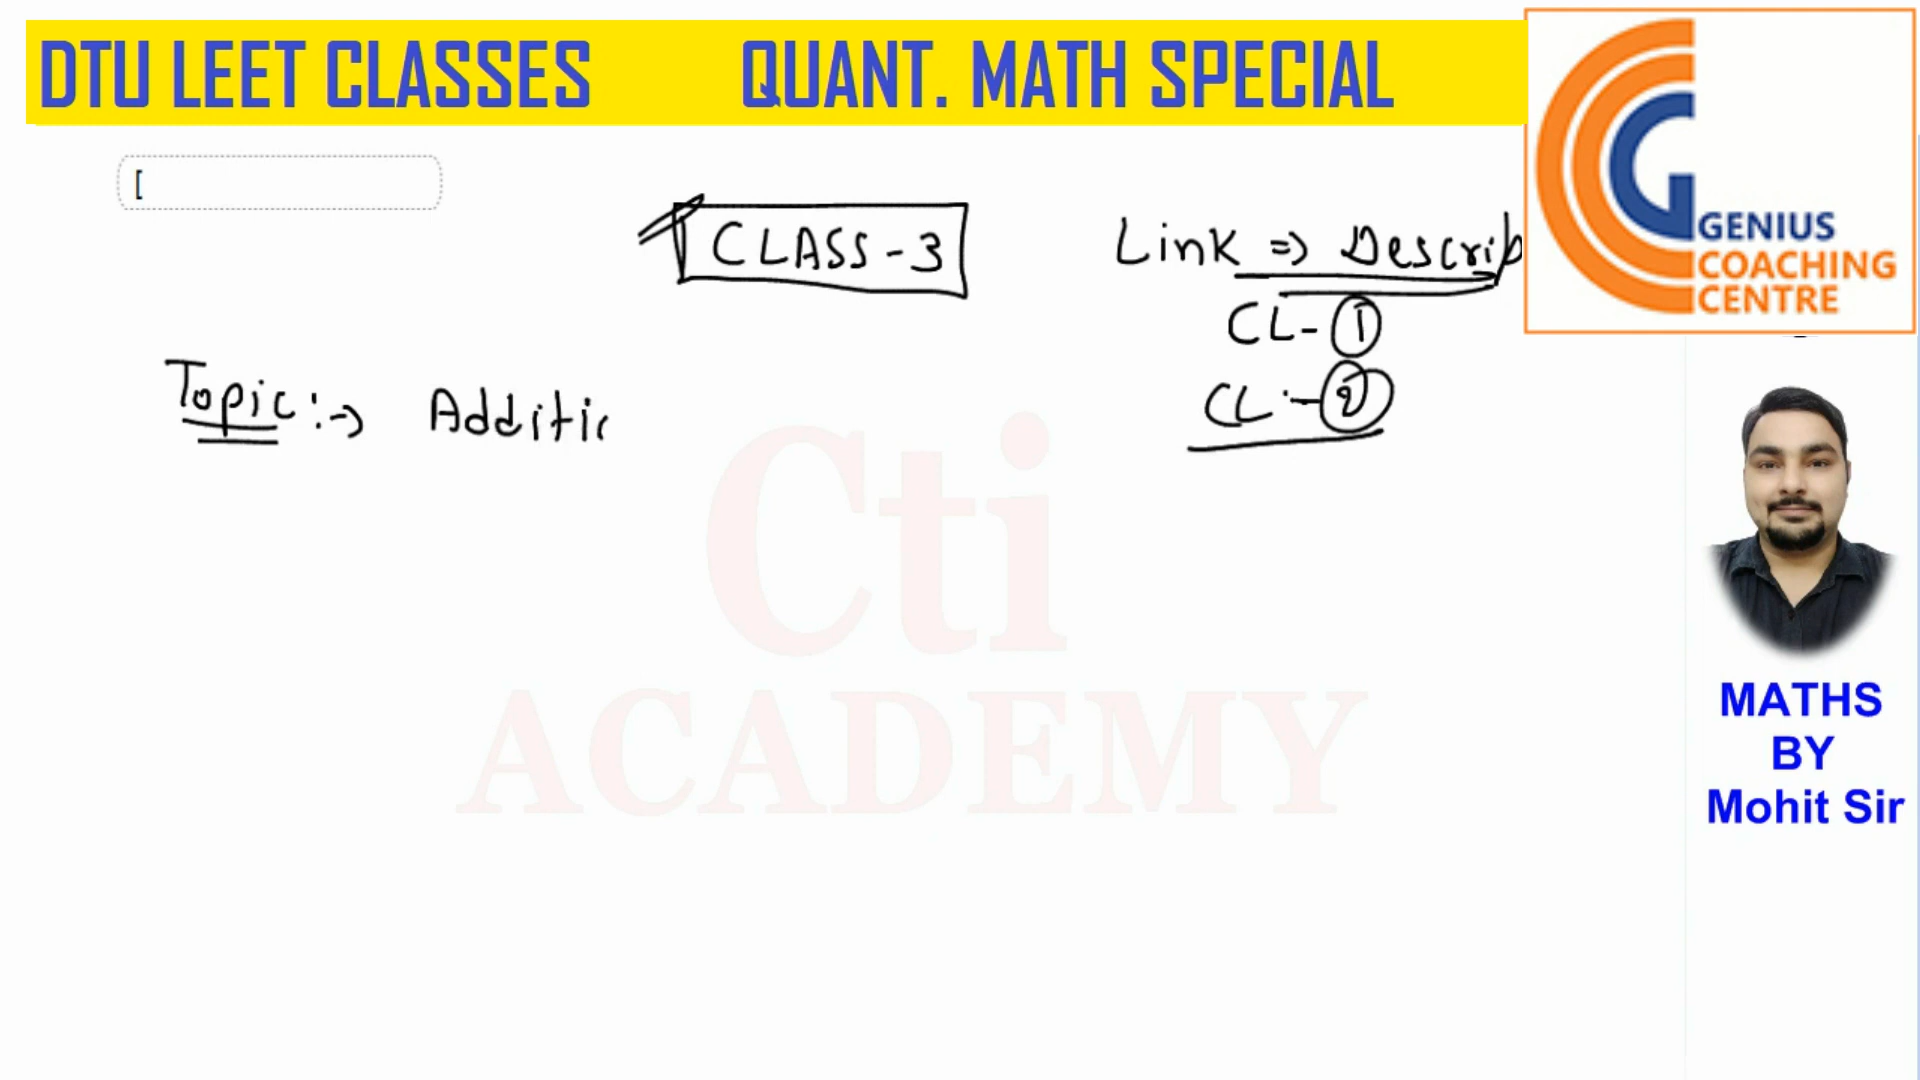 DTU LEET CLASSES QUANT. MATH SPECIAL
GENIUS
COACHING
CENTRE
[
CLASS-3
Link => Describ
CL-1
CL-2
Topic:-> Additi
Cti
ACADEMY
MATHS
BY
Mohit Sir